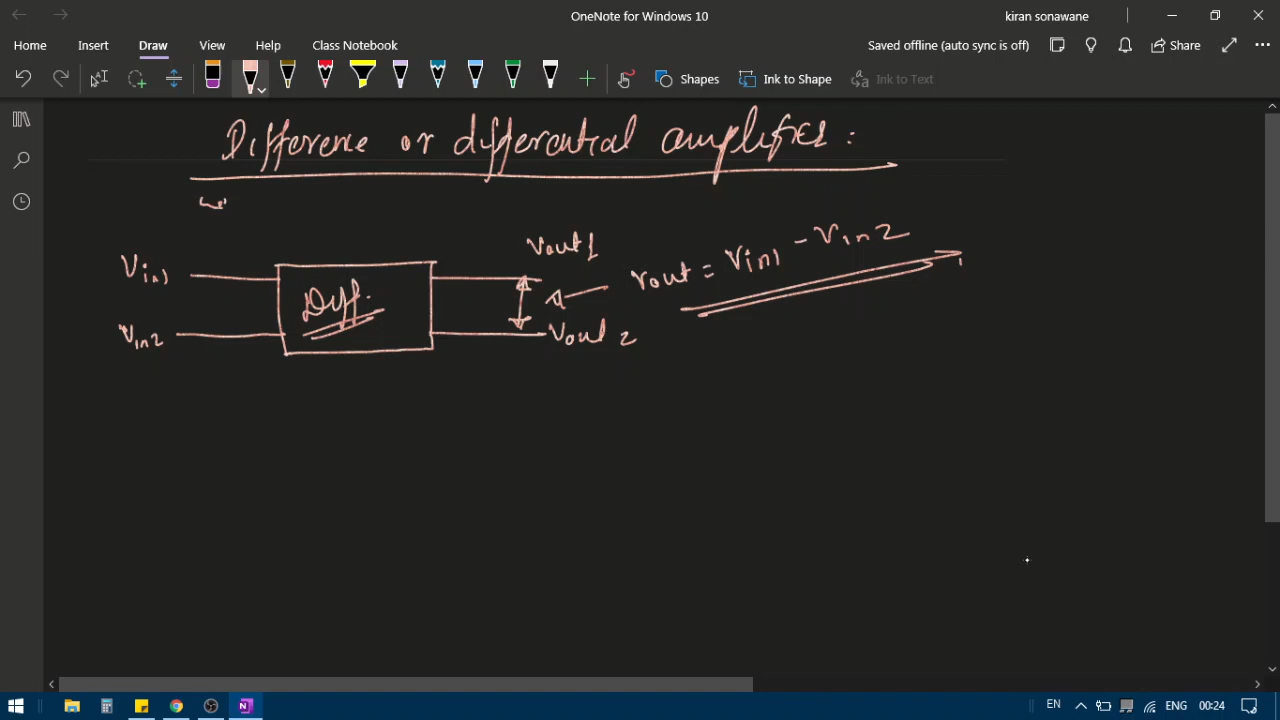 OneNote for Windows 10
kiran sonawane
Home Insert Draw View Help Class Notebook
Saved offline (auto sync is off)
Share
Shapes
Ink to Shape
Ink to Text
Difference or differential amplifier :
Vin1
Vin2
Diff.
Vout1
Vout 2
Vout = Vin1 - Vin2
EN
ENG
00:24